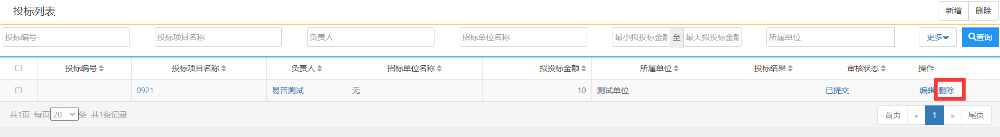 投标列表 新增 删除
投标编号 投标项目名称 负责人 招标单位名称 最小拟投标金额 至 最大拟投标金额 所属单位 更多 查询
投标编号 投标项目名称 负责人 招标单位名称 拟投标金额 所属单位 投标结果 审核状态 操作
0921 易普测试 无 10 测试单位 已提交 编辑 删除
共1页 每页 20 条 共1条记录 首页 « 1 » 尾页